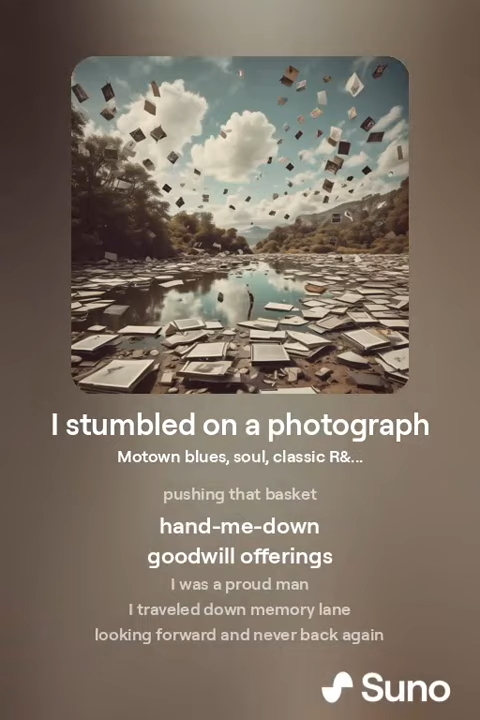 I stumbled on a photograph
Motown blues, soul, classic R&...
pushing that basket
hand-me-down
goodwill offerings
I was a proud man
I traveled down memory lane
looking forward and never back again
Suno